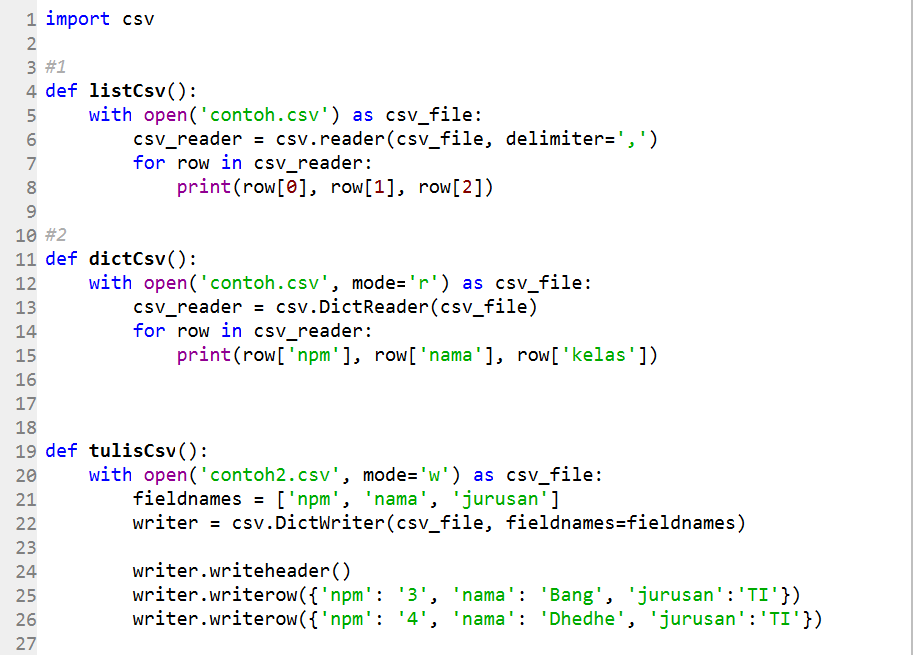 1 import csv
2
3 #1
4 def listCsv():
5     with open('contoh.csv') as csv_file:
6         csv_reader = csv.reader(csv_file, delimiter=',')
7         for row in csv_reader:
8             print(row[0], row[1], row[2])
9
10 #2
11 def dictCsv():
12     with open('contoh.csv', mode='r') as csv_file:
13         csv_reader = csv.DictReader(csv_file)
14         for row in csv_reader:
15             print(row['npm'], row['nama'], row['kelas'])
16
17
18
19 def tulisCsv():
20     with open('contoh2.csv', mode='w') as csv_file:
21         fieldnames = ['npm', 'nama', 'jurusan']
22         writer = csv.DictWriter(csv_file, fieldnames=fieldnames)
23
24         writer.writeheader()
25         writer.writerow({'npm': '3', 'nama': 'Bang', 'jurusan':'TI'})
26         writer.writerow({'npm': '4', 'nama': 'Dhedhe', 'jurusan':'TI'})
27